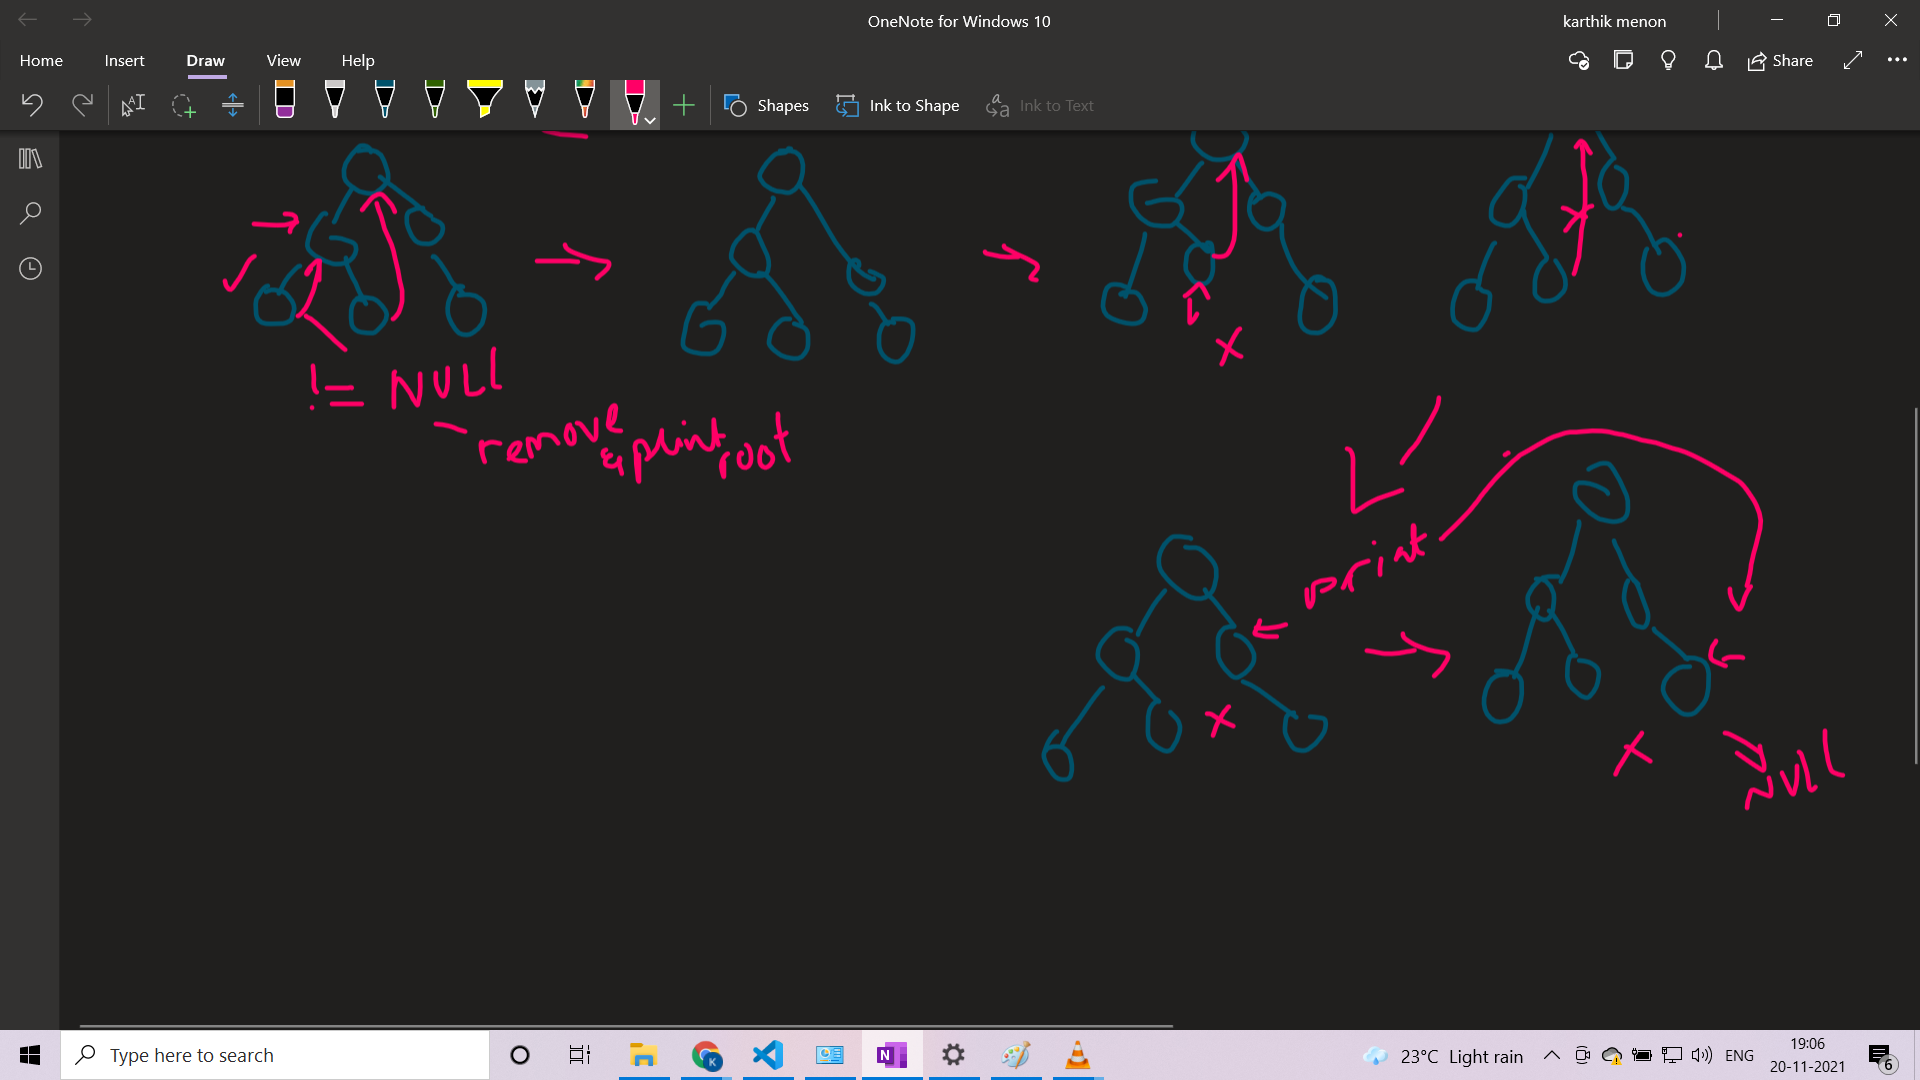 OneNote for Windows 10
karthik menon
Home Insert Draw View Help
Share
Shapes Ink to Shape Ink to Text
!= NULL
remove
& print root
print
NULL
Type here to search
23°C Light rain
ENG
19:06
20-11-2021
6
K
N